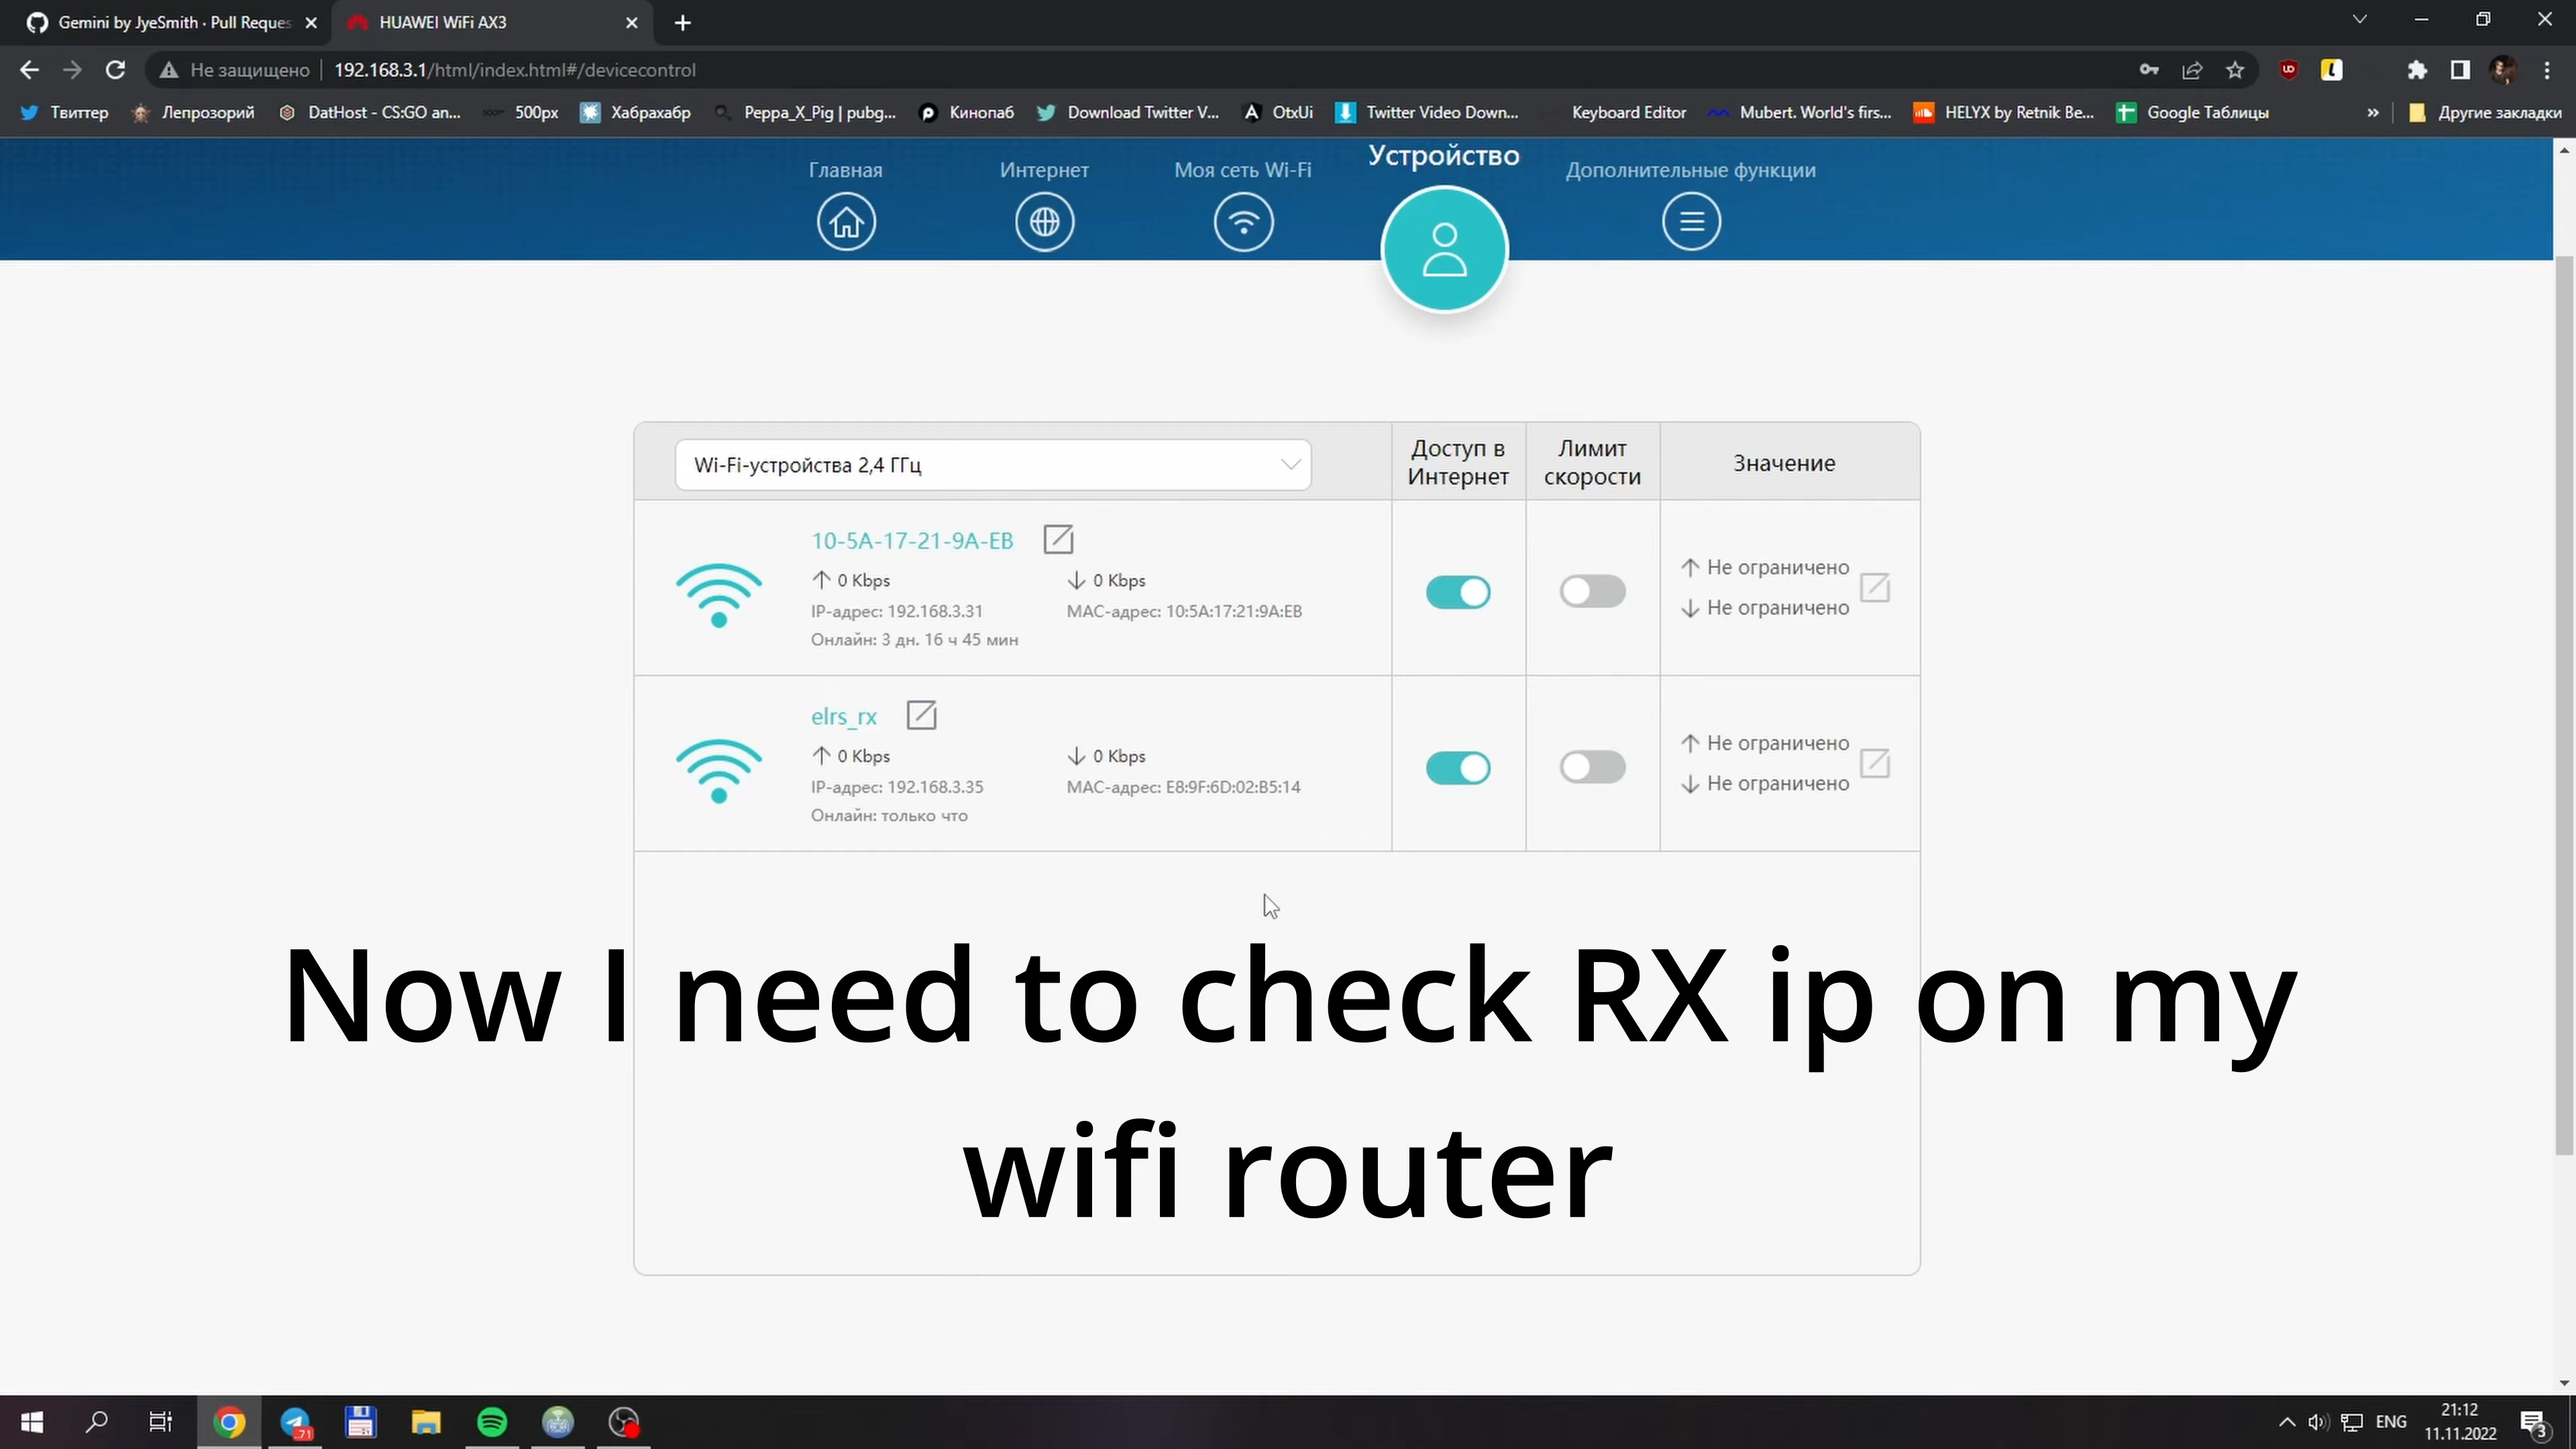 Gemini by JyeSmith · Pull Reques
HUAWEI WiFi AX3
Не защищено
192.168.3.1/html/index.html#/devicecontrol
Твиттер
Лепрозорий
DatHost - CS:GO an...
500px
Хабрахабр
Peppa_X_Pig | pubg...
Кинопаб
Download Twitter V...
OtxUi
Twitter Video Down...
Keyboard Editor
Mubert. World's firs...
HELYX by Retnik Be...
Google Таблицы
»
Другие закладки
Главная
Интернет
Моя сеть Wi-Fi
Устройство
Дополнительные функции
Wi-Fi-устройства 2,4 ГГц
Доступ в
Интернет
Лимит
скорости
Значение
10-5A-17-21-9A-EB
↑ 0 Kbps
↓ 0 Kbps
IP-адрес: 192.168.3.31
MAC-адрес: 10:5A:17:21:9A:EB
Онлайн: 3 дн. 16 ч 45 мин
↑ Не ограничено
↓ Не ограничено
elrs_rx
↑ 0 Kbps
↓ 0 Kbps
IP-адрес: 192.168.3.35
MAC-адрес: E8:9F:6D:02:B5:14
Онлайн: только что
↑ Не ограничено
↓ Не ограничено
Now I need to check RX ip on my
wifi router
71
ENG
21:12
11.11.2022
3